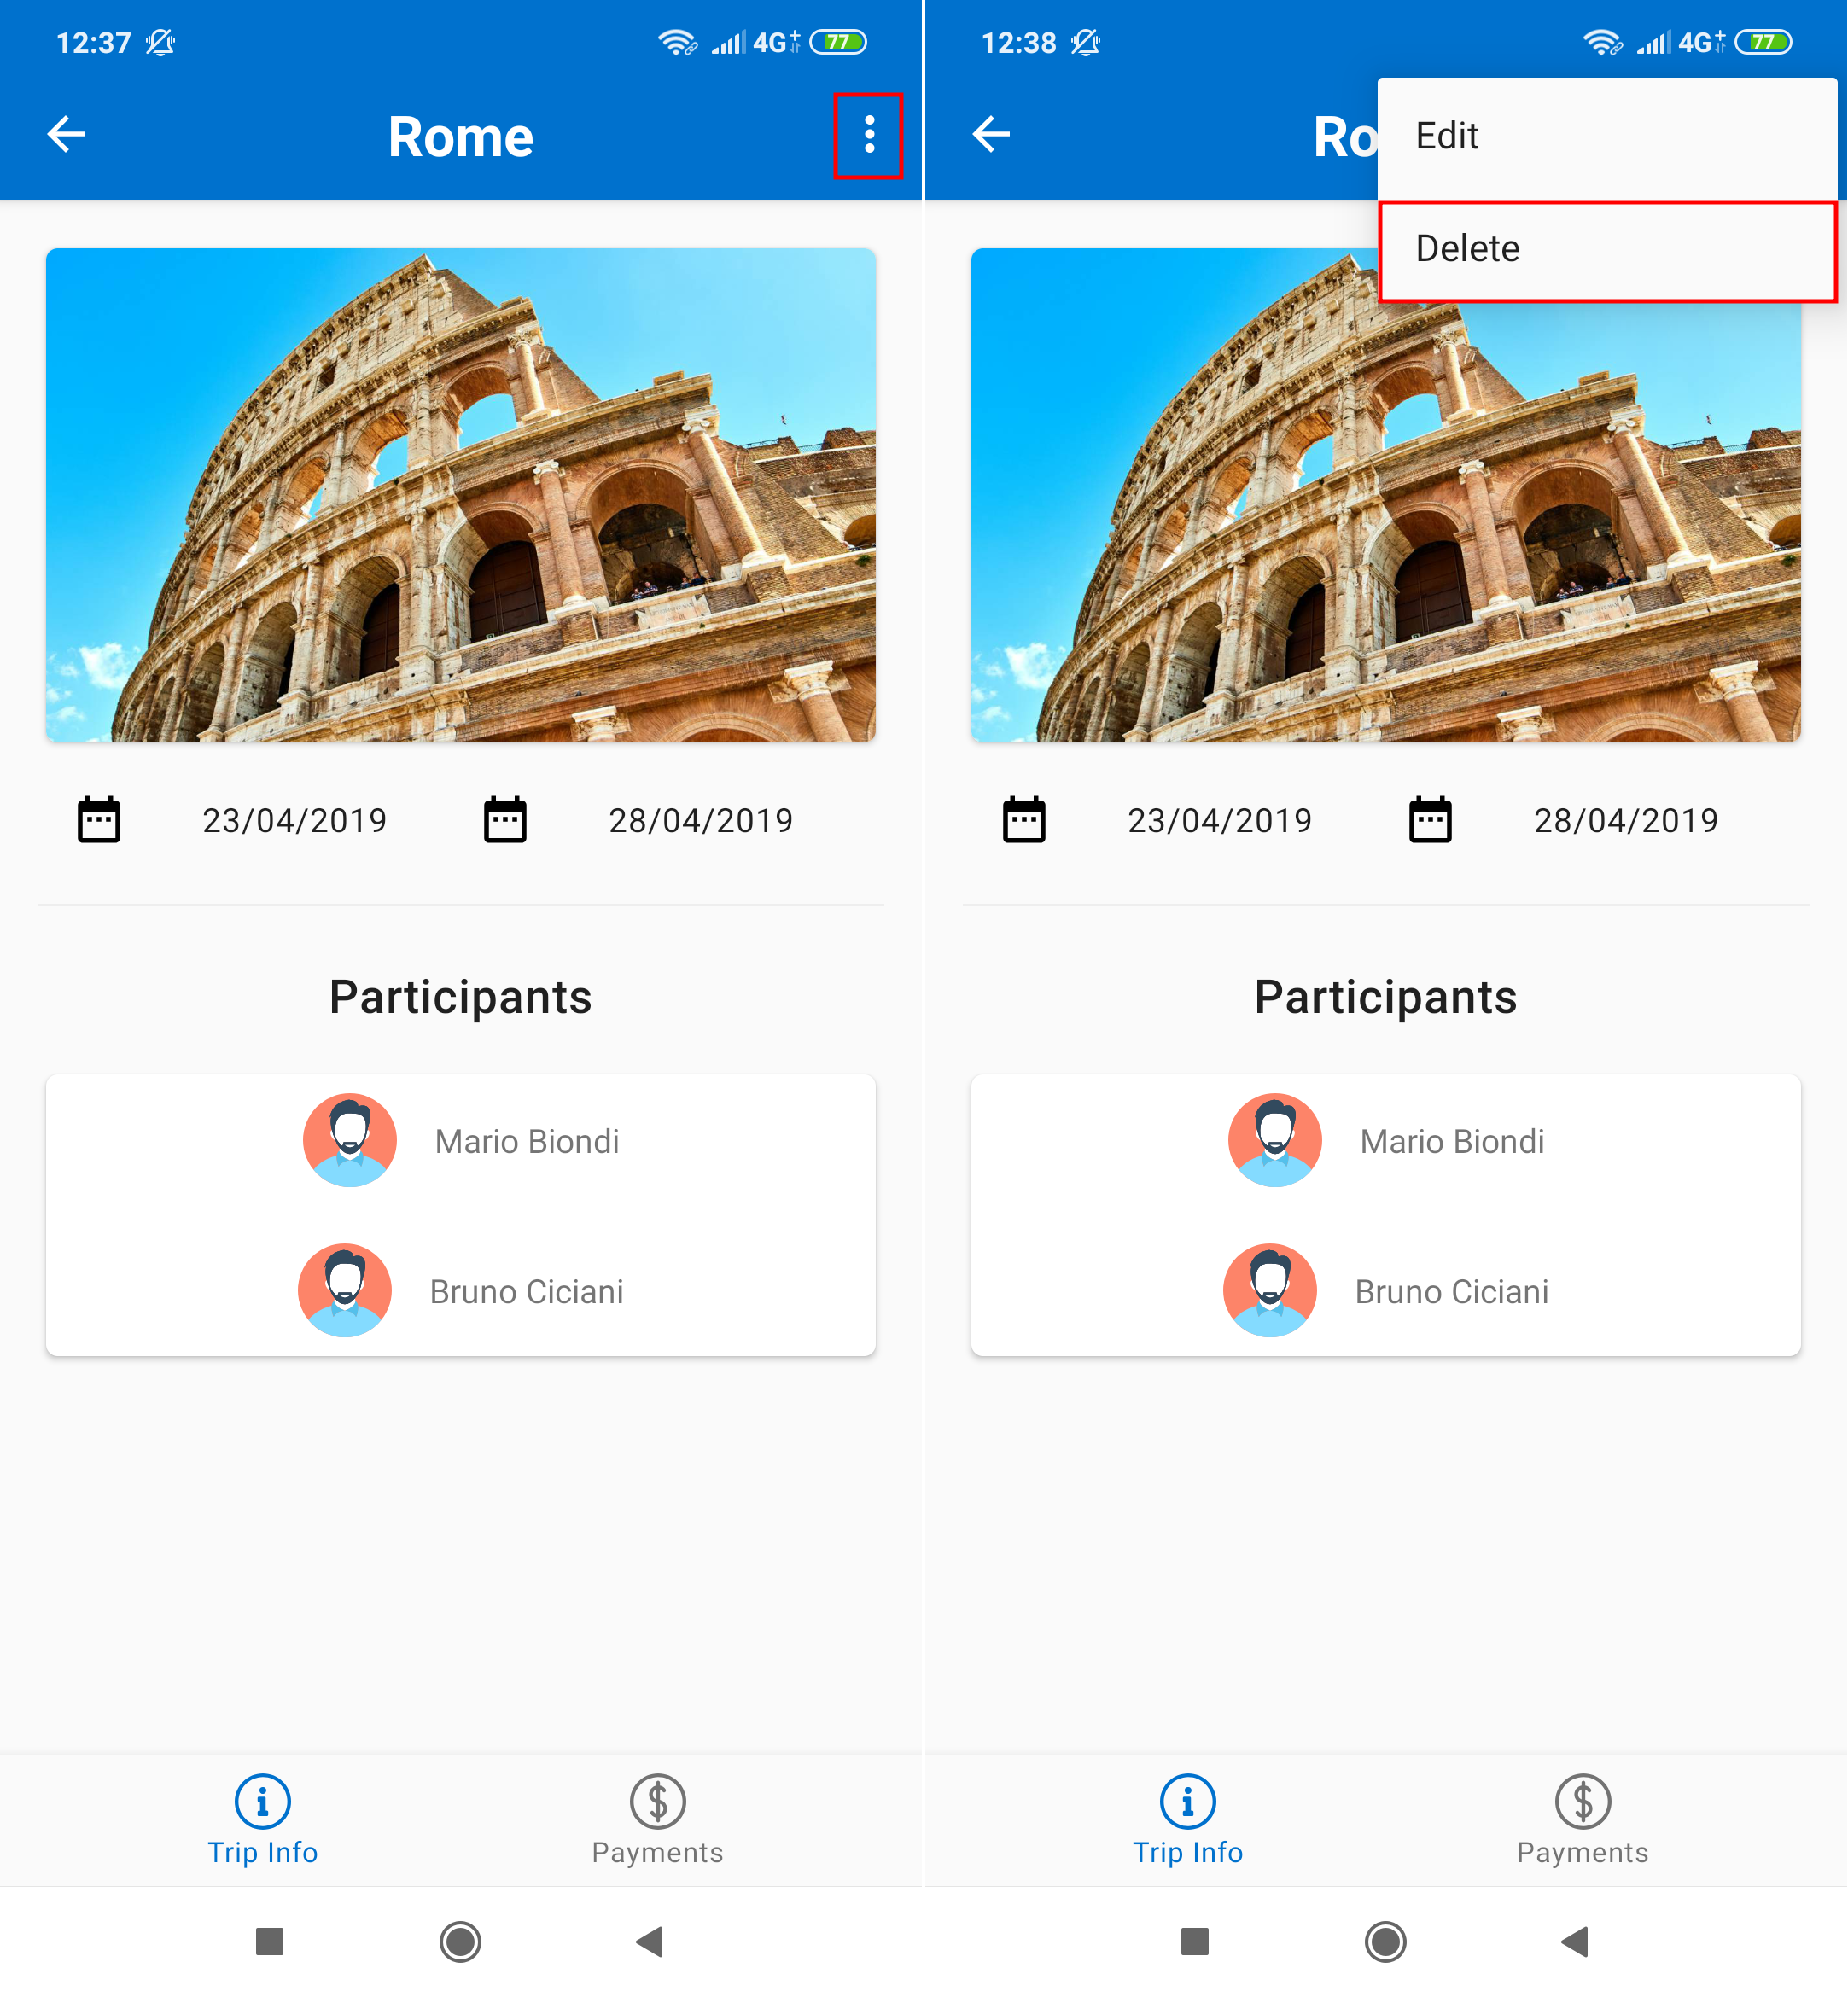 12:37 4G+ 77
Rome
23/04/2019 28/04/2019
Participants
Mario Biondi
Bruno Ciciani
Trip Info Payments
12:38 4G+ 77
Ro
Edit
Delete
23/04/2019 28/04/2019
Participants
Mario Biondi
Bruno Ciciani
Trip Info Payments